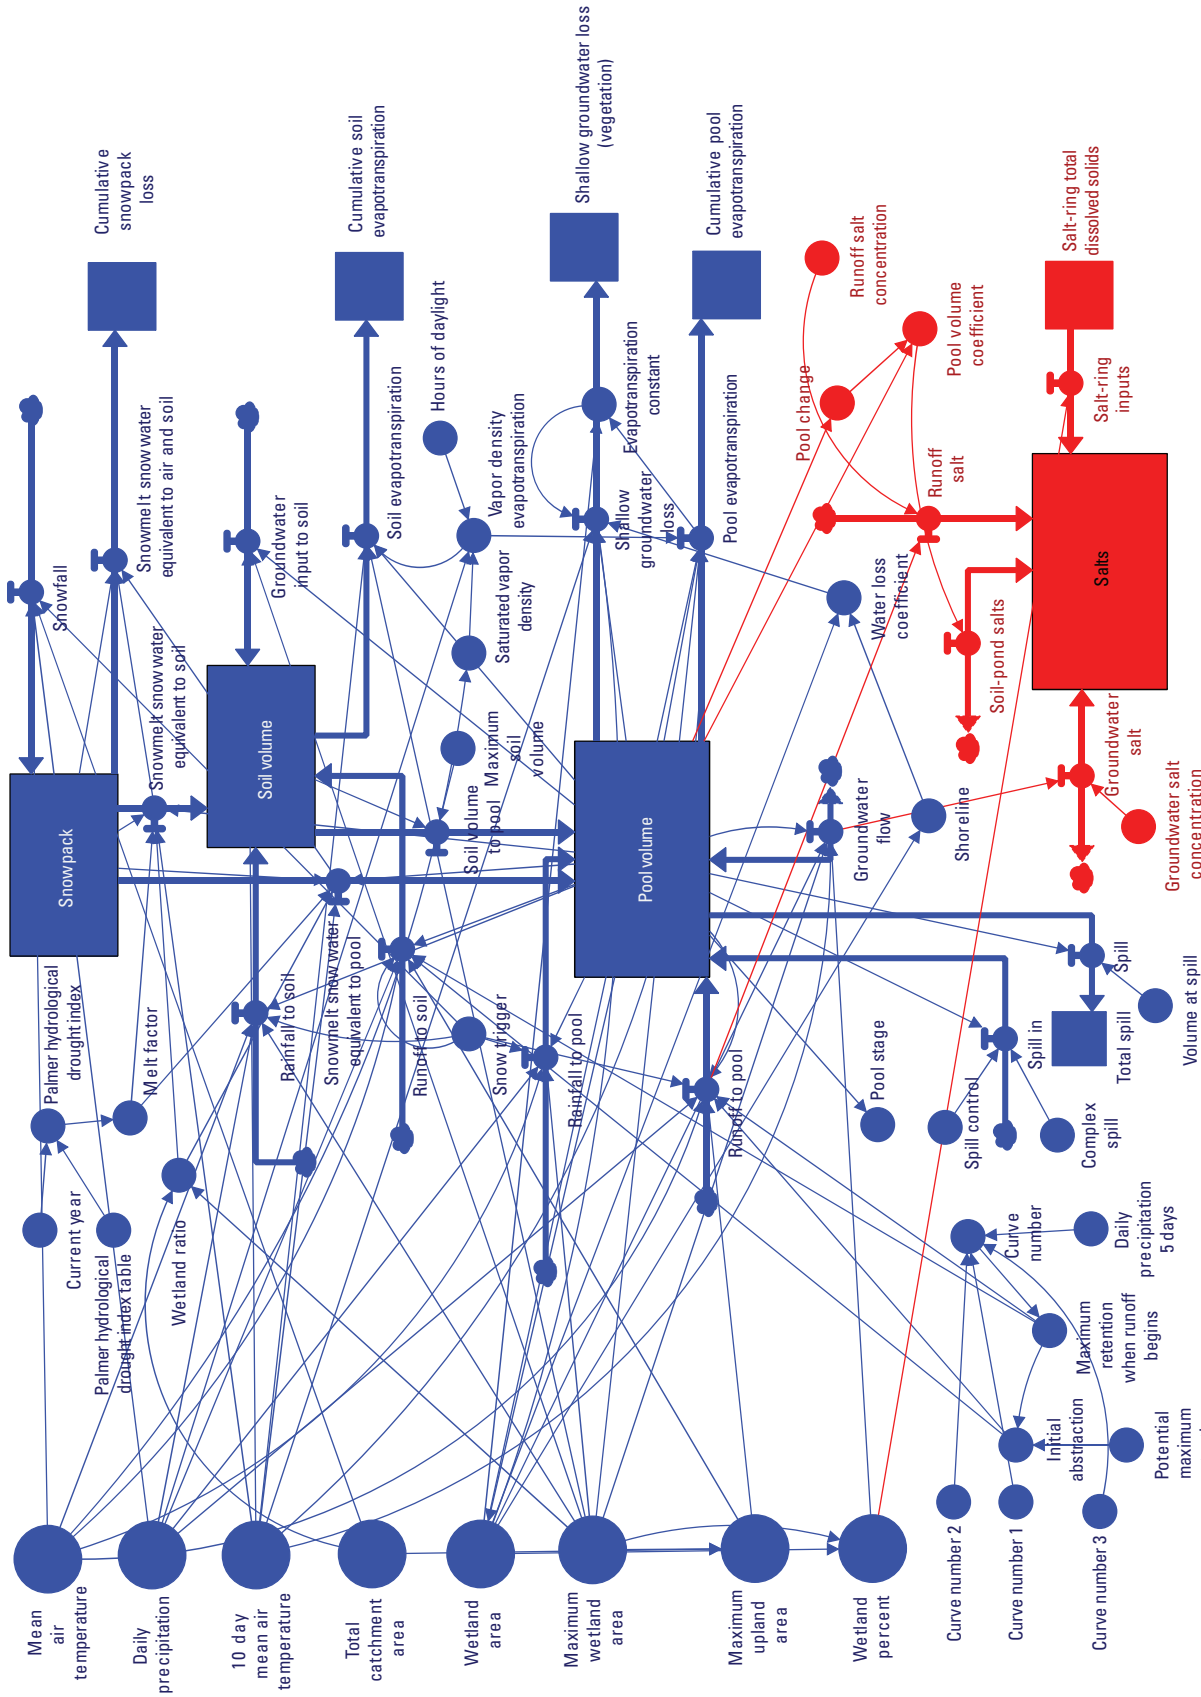 Mean
air
temperature
Daily
precipitation
10 day
mean air
temperature
Total
catchment
area
Wetland
area
Maximum
wetland
area
Maximum
upland
area
Wetland
percent
Curve number 2
Curve number 1
Curve number 3
Current year
Palmer hydrological
drought index table
Palmer hydrological
drought index
Melt factor
Wetland ratio
Initial
abstraction
Potential
maximum
Maximum
retention
when runoff
begins
Curve
number
Daily
precipitation
5 days
Snowpack
Snowfall
Cumulative
snowpack
loss
Snowmelt snow water
equivalent to air and soil
Snowmelt snow water
equivalent to soil
Soil volume
Groundwater
input to soil
Cumulative soil
evapotranspiration
Soil evapotranspiration
Hours of daylight
Vapor density
evapotranspiration
Saturated vapor
density
Maximum
soil
volume
Soil volume
to pool
Rainfall to soil
Snowmelt snow water
equivalent to pool
Runoff to soil
Snow trigger
Rainfall to pool
Runoff to pool
Pool volume
Shallow groundwater loss
(vegetation)
Evapotranspiration
constant
Shallow
groundwater
loss
Cumulative pool
evapotranspiration
Pool evapotranspiration
Water loss
coefficient
Groundwater
flow
Shoreline
Pool stage
Spill control
Complex
spill
Spill in
Spill
Total spill
Volume at spill
Pool change
Runoff salt
concentration
Pool volume
coefficient
Runoff
salt
Soil-pond salts
Salts
Salt-ring total
dissolved solids
Salt-ring
inputs
Groundwater
salt
Groundwater salt
concentration